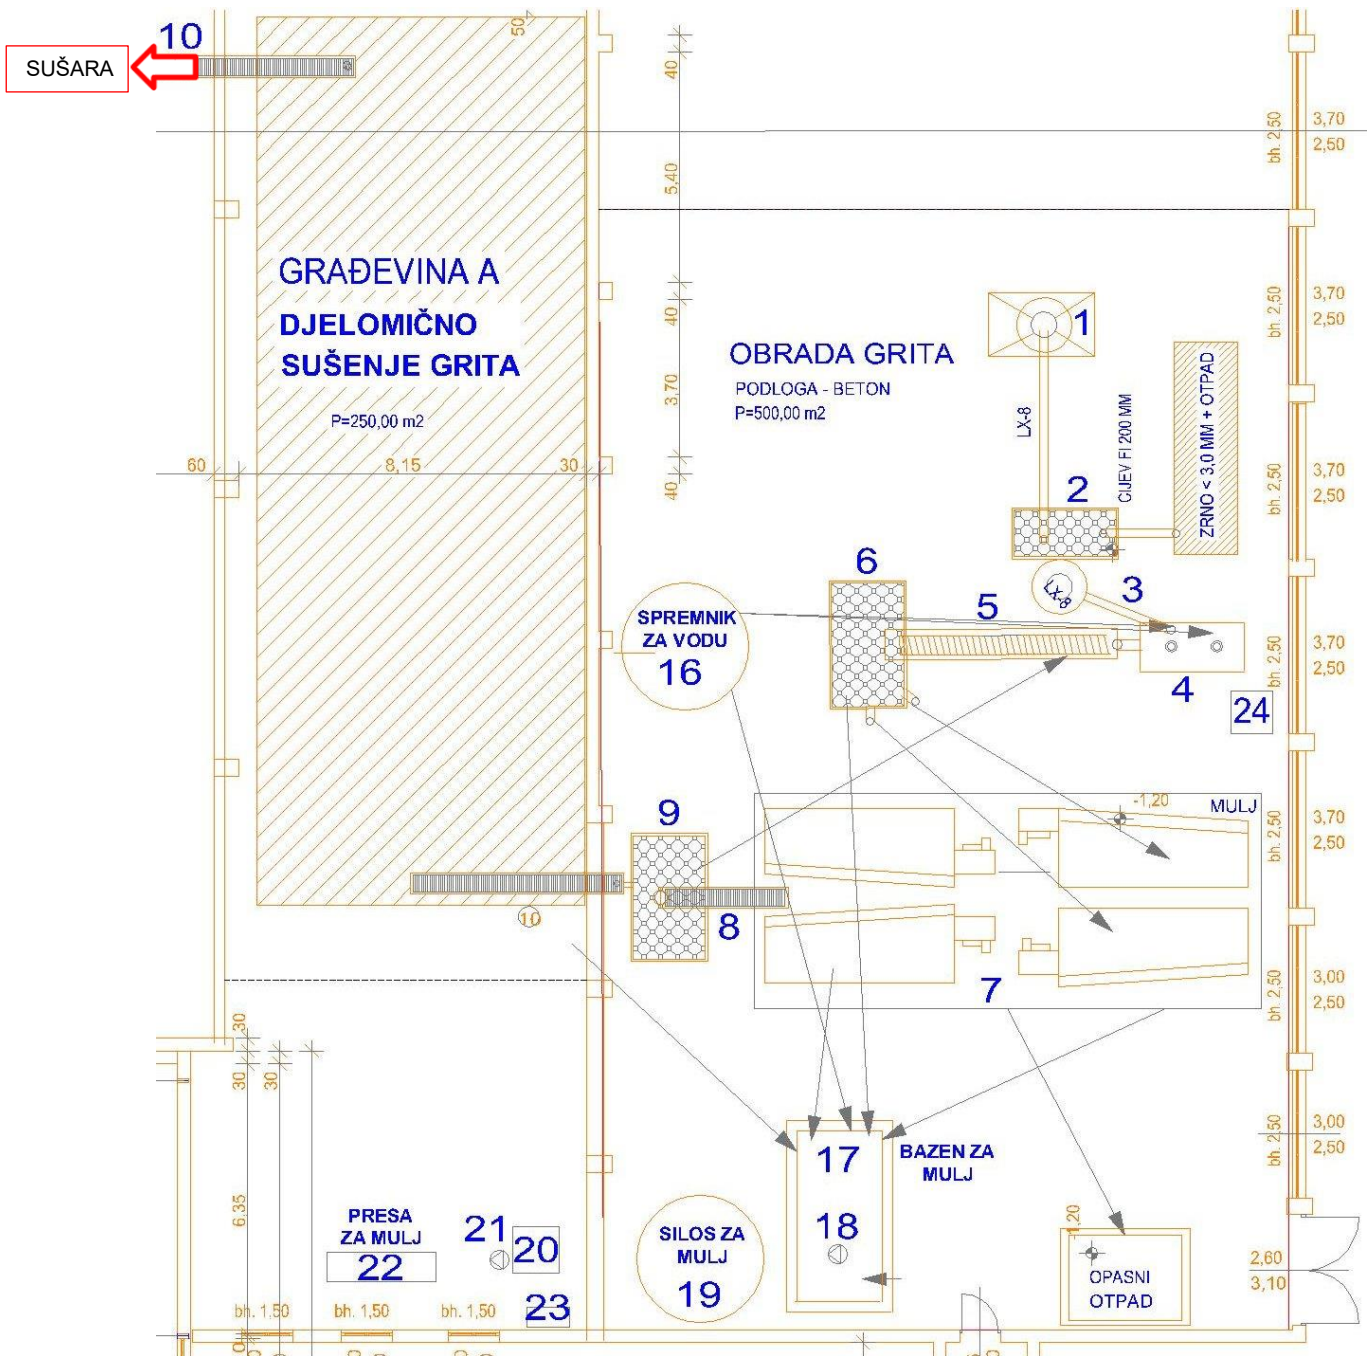 10
SUŠARA
50
40
bh. 2,50
3,70
2,50
5,40
GRAĐEVINA A
DJELOMIČNO
SUŠENJE GRITA
P=250,00 m2
40
3,70
40
60
8,15
30
OBRADA GRITA
PODLOGA - BETON
P=500,00 m2
1
LX-8
CIJEV FI 200 MM
ZRNO < 3,0 MM + OTPAD
bh. 2,50
3,70
2,50
2
bh. 2,50
3,70
2,50
6
LX-8
3
5
SPREMNIK
ZA VODU
16
4
bh. 2,50
3,70
2,50
24
9
-1,20
MULJ
bh. 2,50
3,70
2,50
8
10
7
bh. 2,50
3,00
2,50
30
30
30
17
BAZEN ZA
MULJ
bh. 2,50
3,00
2,50
6,35
PRESA
ZA MULJ
22
21
20
23
SILOS ZA
MULJ
19
18
1,20
OPASNI
OTPAD
2,60
3,10
bh. 1,50
bh. 1,50
bh. 1,50